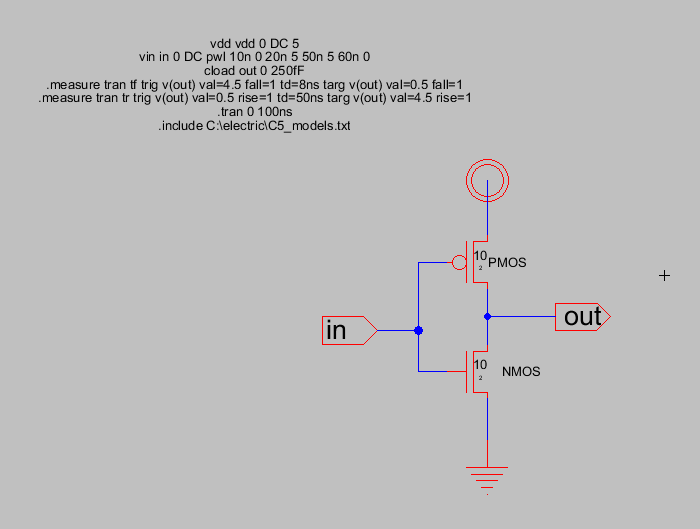 vdd vdd 0 DC 5
vin in 0 DC pwl 10n 0 20n 5 50n 5 60n 0
cload out 0 250fF
.measure tran tf trig v(out) val=4.5 fall=1 td=8ns targ v(out) val=0.5 fall=1
.measure tran tr trig v(out) val=0.5 rise=1 td=50ns targ v(out) val=4.5 rise=1
.tran 0 100ns
.include C:\electric\C5_models.txt
10
2
PMOS
in
out
10
2
NMOS